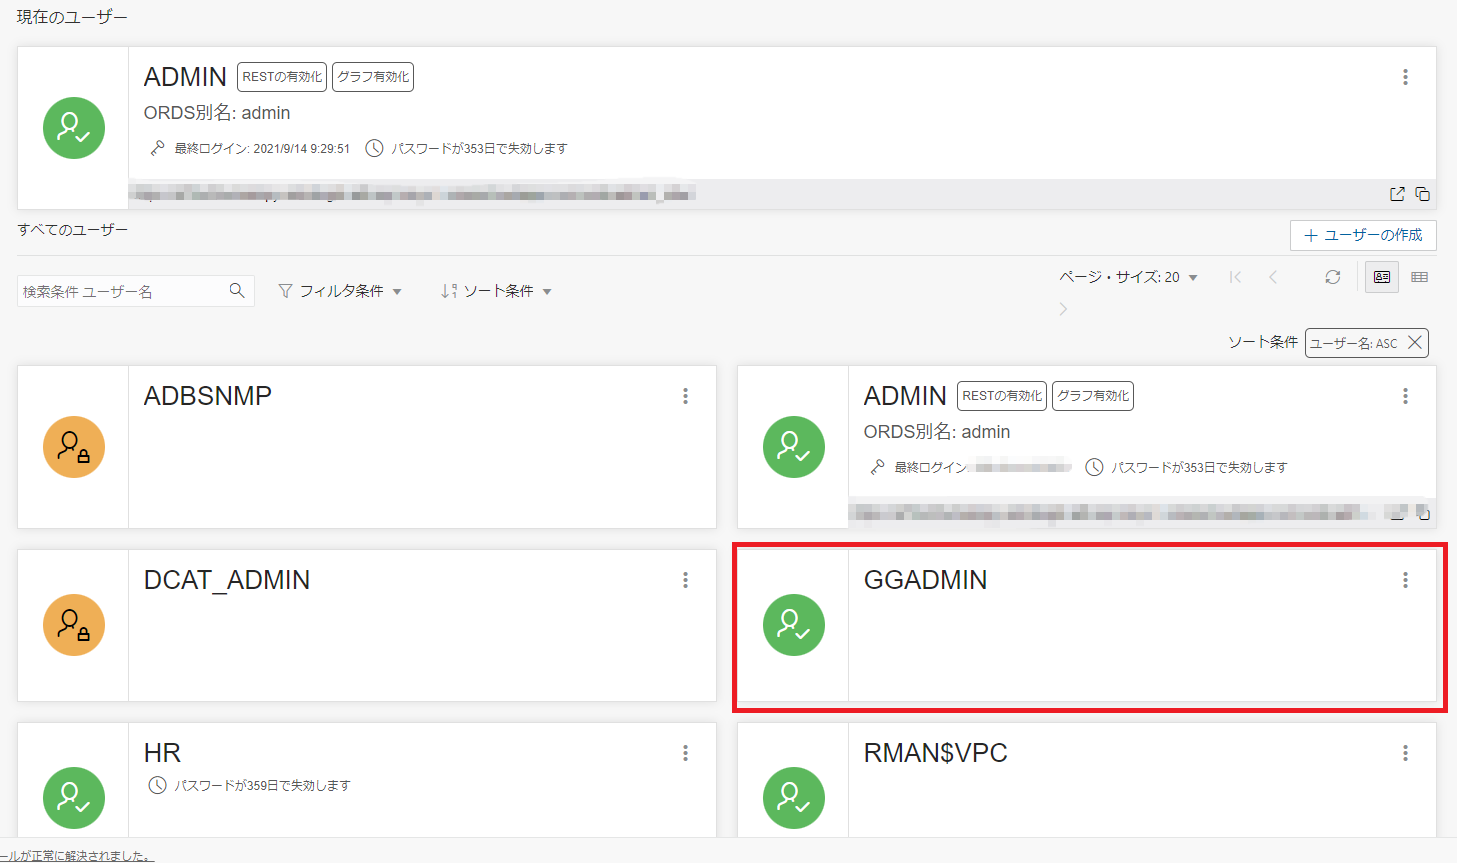 現在のユーザー
ADMIN RESTの有効化 グラフ有効化
ORDS別名: admin
最終ログイン: 2021/9/14 9:29:51 パスワードが353日で失効します
すべてのユーザー
ユーザーの作成
検索条件 ユーザー名 フィルタ条件 ソート条件 ページ・サイズ: 20
ソート条件 ユーザー名: ASC
ADBSNMP
ADMIN RESTの有効化 グラフ有効化
ORDS別名: admin
最終ログイン: パスワードが353日で失効します
DCAT_ADMIN
GGADMIN
HR
パスワードが359日で失効します
RMAN$VPC
ールが正常に解決されました。